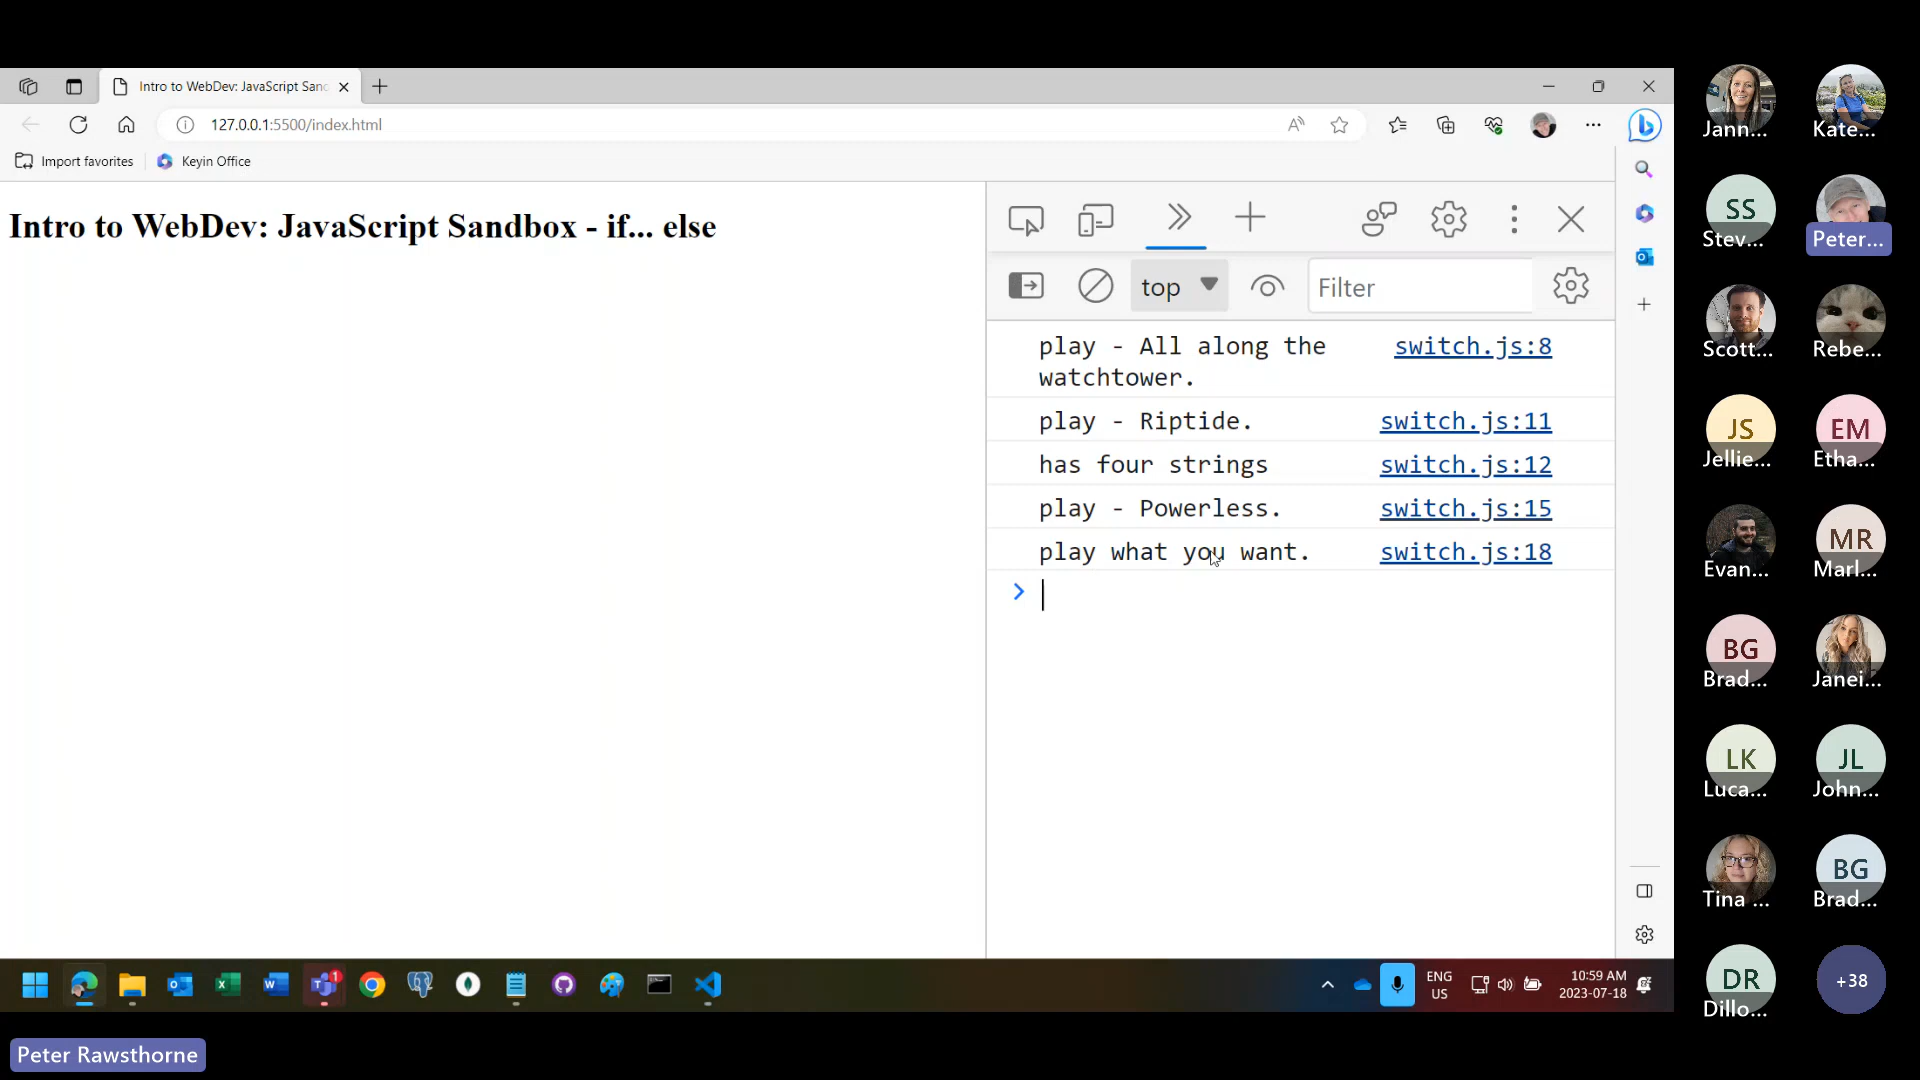 Intro to WebDev: JavaScript Sand
127.0.0.1:5500/index.html
Import favorites
Keyin Office
Intro to WebDev: JavaScript Sandbox - if... else
top
Filter
play - All along the
watchtower.
switch.js:8
play - Riptide.
switch.js:11
has four strings
switch.js:12
play - Powerless.
switch.js:15
play what you want.
switch.js:18
Jann...
Kate...
SS
Stev...
Peter...
Scott...
Rebe...
JS
Jellie...
EM
Etha...
Evan...
MR
Marl...
BG
Brad...
Janei...
LK
Luca...
JL
John...
Tina ...
BG
Brad...
DR
Dillo...
+38
1
ENG
US
10:59 AM
2023-07-18
Peter Rawsthorne